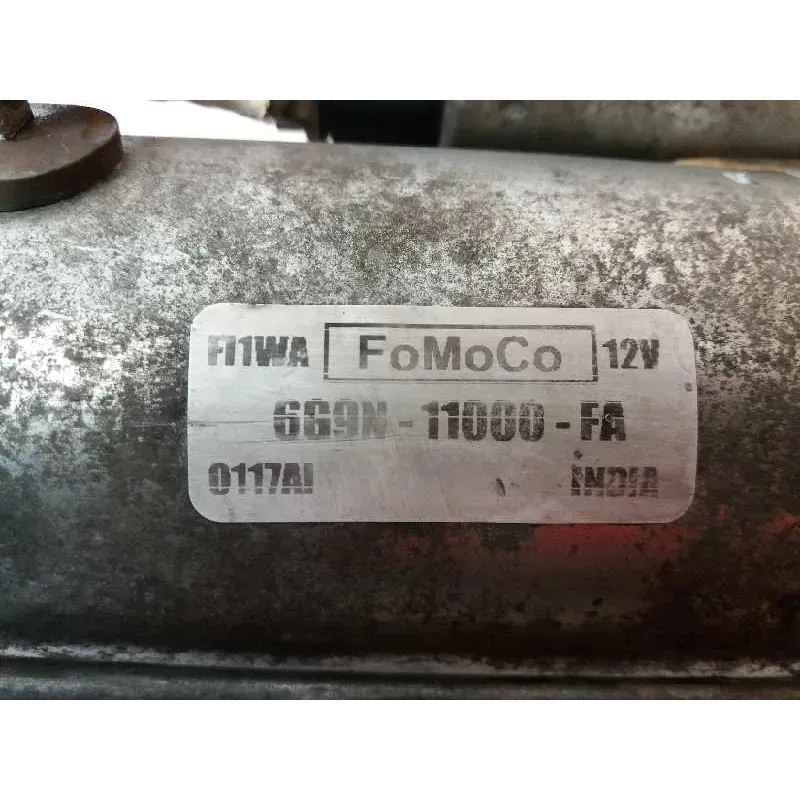 FI1WA FoMoCo 12V
6G9N-11000-FA
0117AI INDIA